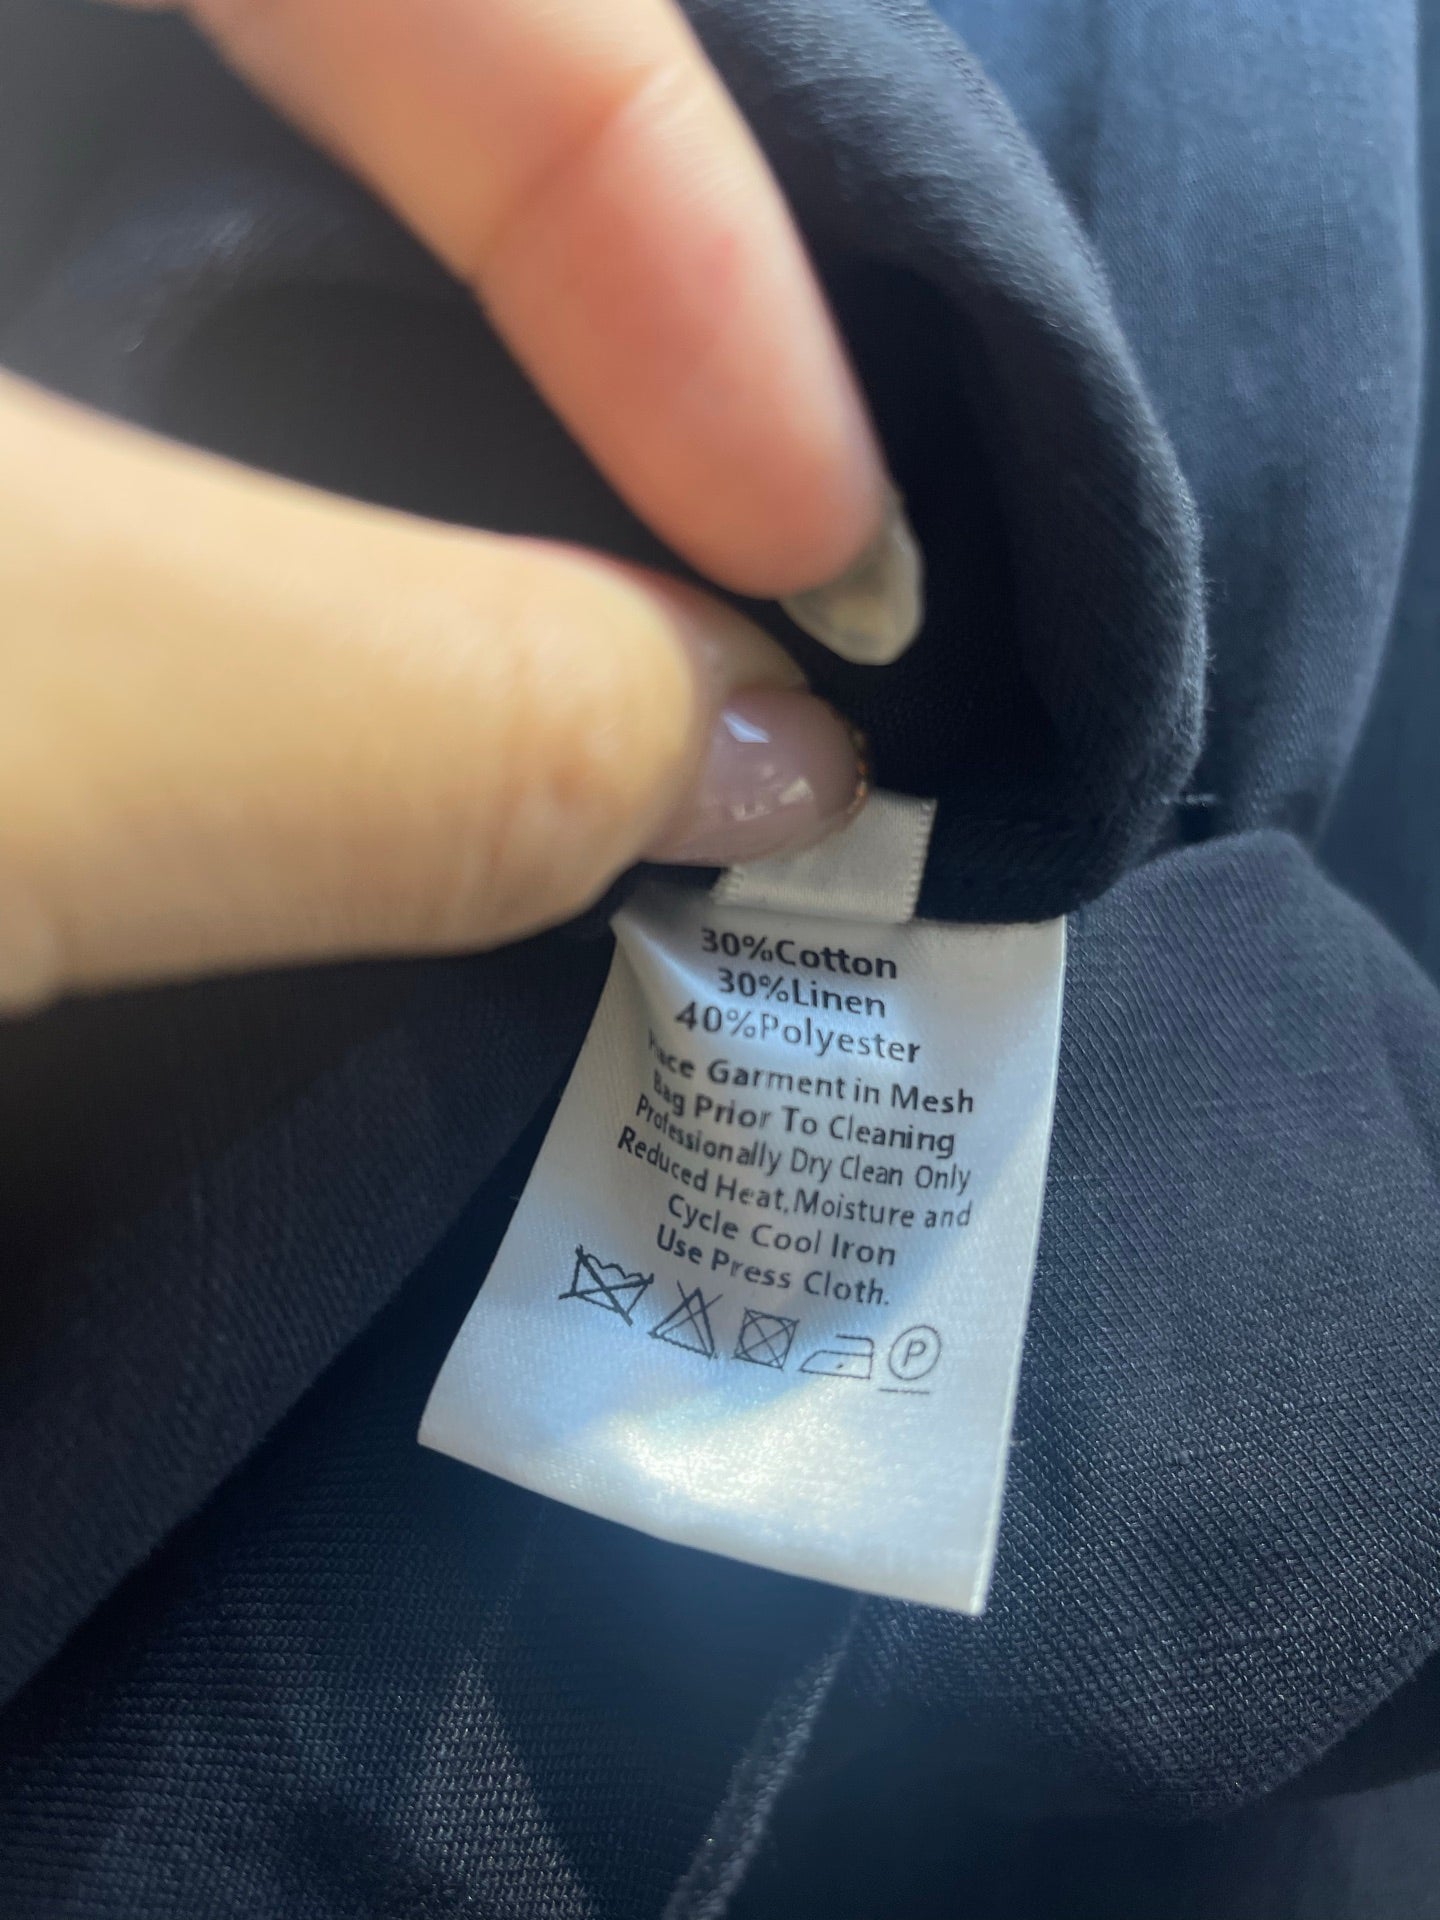 30%Cotton
30%Linen
40%Polyester
Place Garment in Mesh
Bag Prior To Cleaning
Professionally Dry Clean Only
Reduced Heat,Moisture and
Cycle Cool Iron
Use Press Cloth.
P